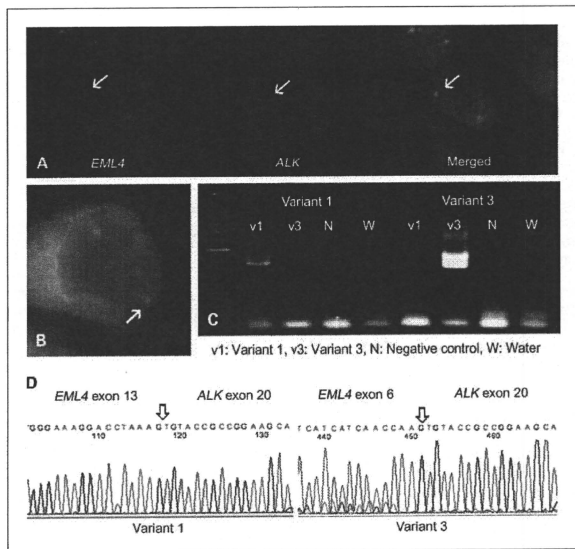 EML4 ALK Merged
A
Variant 1 Variant 3
v1 v3 N W v1 v3 N W
B
C
v1: Variant 1, v3: Variant 3, N: Negative control, W: Water
D
EML4 exon 13 ALK exon 20 EML4 exon 6 ALK exon 20
TGGGAAAGGACCTAAAGTGTACCGCCGGAAGCA TCATCATCAACCAAGTGTACCGCCGGAAGCA
110 120 130 440 450 460
Variant 1 Variant 3